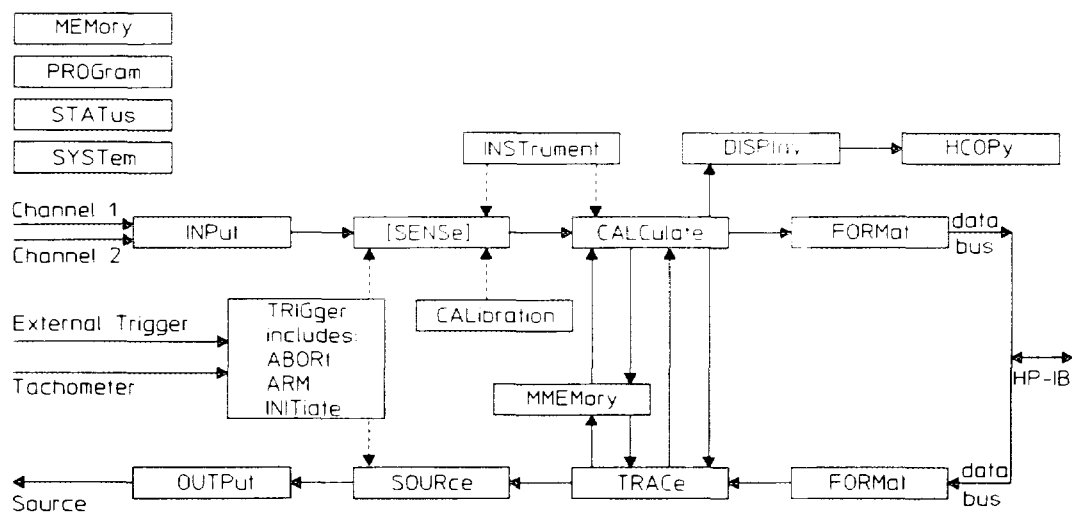 MEMory
PROGram
STATus
SYSTem
INSTrument
DISPlay
HCOPy
Channel 1
Channel 2
INPut
[SENSe]
CALCulate
FORMat
data
bus
TRIGger
includes:
ABORt
ARM
INITiate
CALibration
External Trigger
Tachometer
HP-IB
MMEMory
OUTPut
SOURce
TRACe
FORMat
data
bus
Source